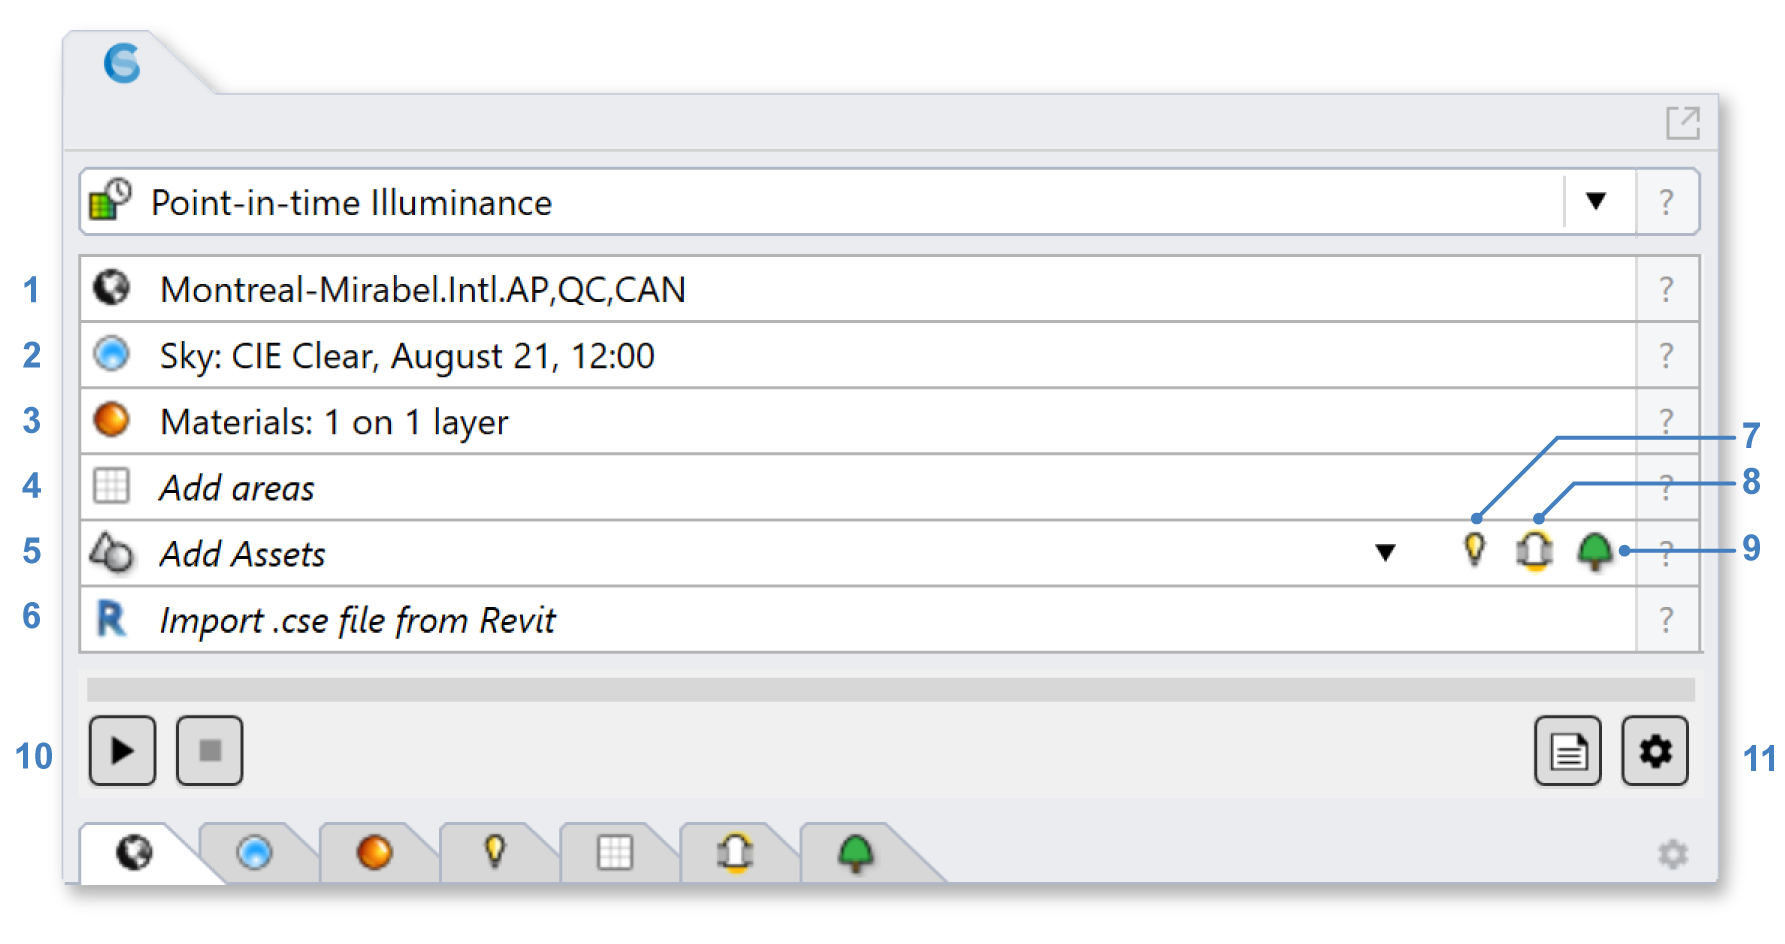 Point-in-time Illuminance ?
1 Montreal-Mirabel.Intl.AP,QC,CAN ?
2 Sky: CIE Clear, August 21, 12:00 ?
3 Materials: 1 on 1 layer ?
7
4 Add areas ?
8
5 Add Assets ?
9
6 R Import .cse file from Revit ?
10
11